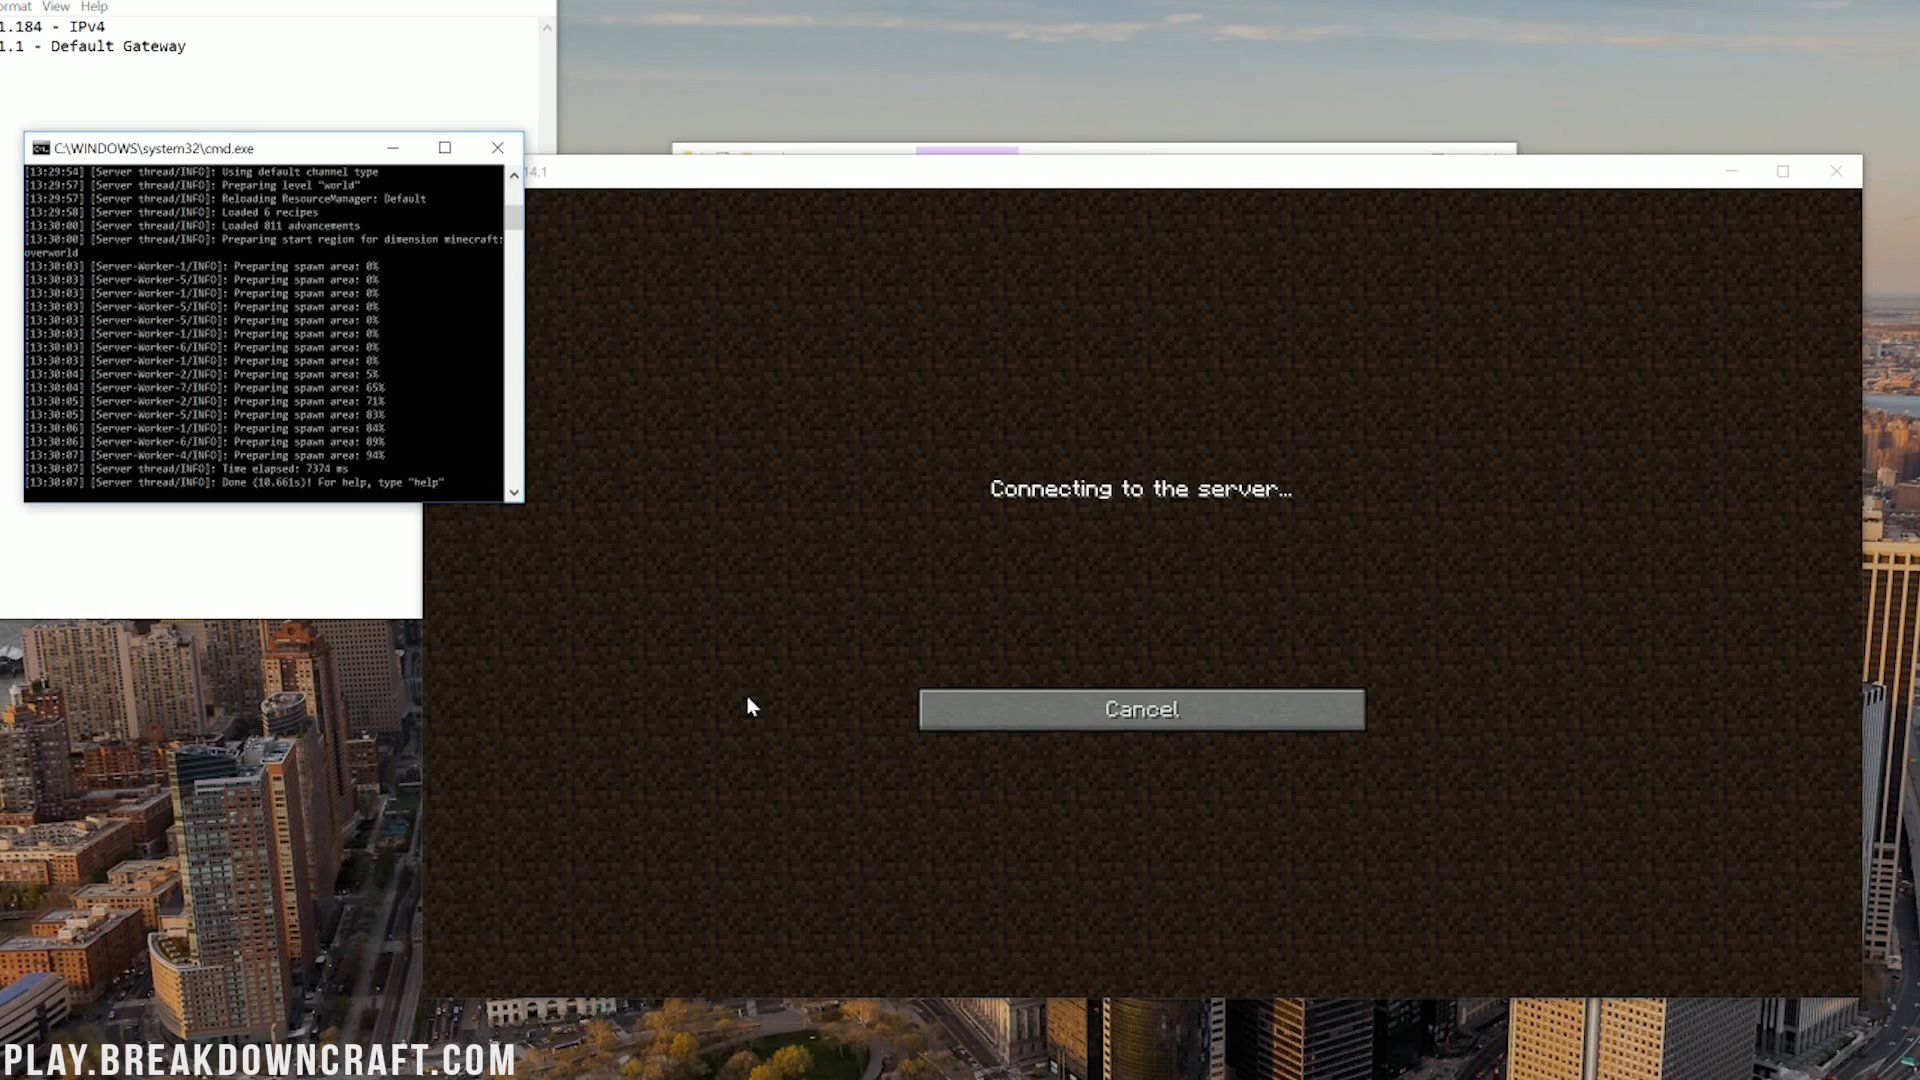 ormat View Help
1.184 - IPv4
1.1 - Default Gateway
C:\WINDOWS\system32\cmd.exe
[13:29:54] [Server thread/INFO]: Using default channel type
[13:29:57] [Server thread/INFO]: Preparing level "world"
[13:29:57] [Server thread/INFO]: Reloading ResourceManager: Default
[13:29:58] [Server thread/INFO]: Loaded 6 recipes
[13:30:00] [Server thread/INFO]: Loaded 811 advancements
[13:30:00] [Server thread/INFO]: Preparing start region for dimension minecraft:
overworld
[13:30:03] [Server-Worker-1/INFO]: Preparing spawn area: 0%
[13:30:03] [Server-Worker-5/INFO]: Preparing spawn area: 0%
[13:30:03] [Server-Worker-1/INFO]: Preparing spawn area: 0%
[13:30:03] [Server-Worker-5/INFO]: Preparing spawn area: 0%
[13:30:03] [Server-Worker-5/INFO]: Preparing spawn area: 0%
[13:30:03] [Server-Worker-1/INFO]: Preparing spawn area: 0%
[13:30:03] [Server-Worker-6/INFO]: Preparing spawn area: 0%
[13:30:03] [Server-Worker-1/INFO]: Preparing spawn area: 0%
[13:30:04] [Server-Worker-2/INFO]: Preparing spawn area: 5%
[13:30:04] [Server-Worker-7/INFO]: Preparing spawn area: 65%
[13:30:05] [Server-Worker-2/INFO]: Preparing spawn area: 71%
[13:30:05] [Server-Worker-5/INFO]: Preparing spawn area: 83%
[13:30:06] [Server-Worker-1/INFO]: Preparing spawn area: 84%
[13:30:06] [Server-Worker-6/INFO]: Preparing spawn area: 89%
[13:30:07] [Server-Worker-4/INFO]: Preparing spawn area: 94%
[13:30:07] [Server thread/INFO]: Time elapsed: 7374 ms
[13:30:07] [Server thread/INFO]: Done (10.661s)! For help, type "help"
14.1
Connecting to the server...
Cancel
PLAY.BREAKDOWNCRAFT.COM